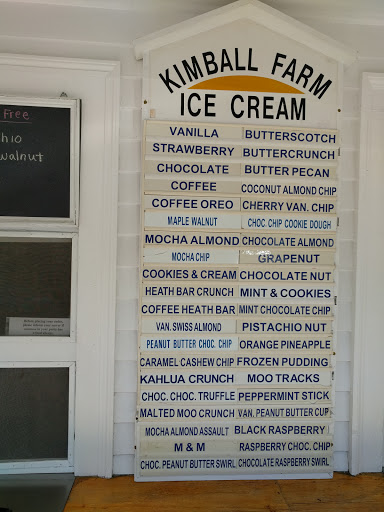 Free
walnut
KIMBALL FARM
ICE CREAM
VANILLA BUTTERSCOTCH
STRAWBERRY BUTTERCRUNCH
CHOCOLATE BUTTER PECAN
COFFEE COCONUT ALMOND CHIP
COFFEE OREO CHERRY VAN. CHIP
MAPLE WALNUT CHOC. CHIP COOKIE DOUGH
MOCHA ALMOND CHOCOLATE ALMOND
MOCHA CHIP GRAPENUT
COOKIES & CREAM CHOCOLATE NUT
HEATH BAR CRUNCH MINT & COOKIES
COFFEE HEATH BAR MINT CHOCOLATE CHIP
VAN. SWISS ALMOND PISTACHIO NUT
PEANUT BUTTER CHOC. CHIP ORANGE PINEAPPLE
CARAMEL CASHEW CHIP FROZEN PUDDING
KAHLUA CRUNCH MOO TRACKS
CHOC. CHOC. TRUFFLE PEPPERMINT STICK
MALTED MOO CRUNCH VAN. PEANUT BUTTER CUP
MOCHA ALMOND ASSAULT BLACK RASPBERRY
M & M RASPBERRY CHOC. CHIP
CHOC. PEANUT BUTTER SWIRL CHOCOLATE RASPBERRY SWIRL